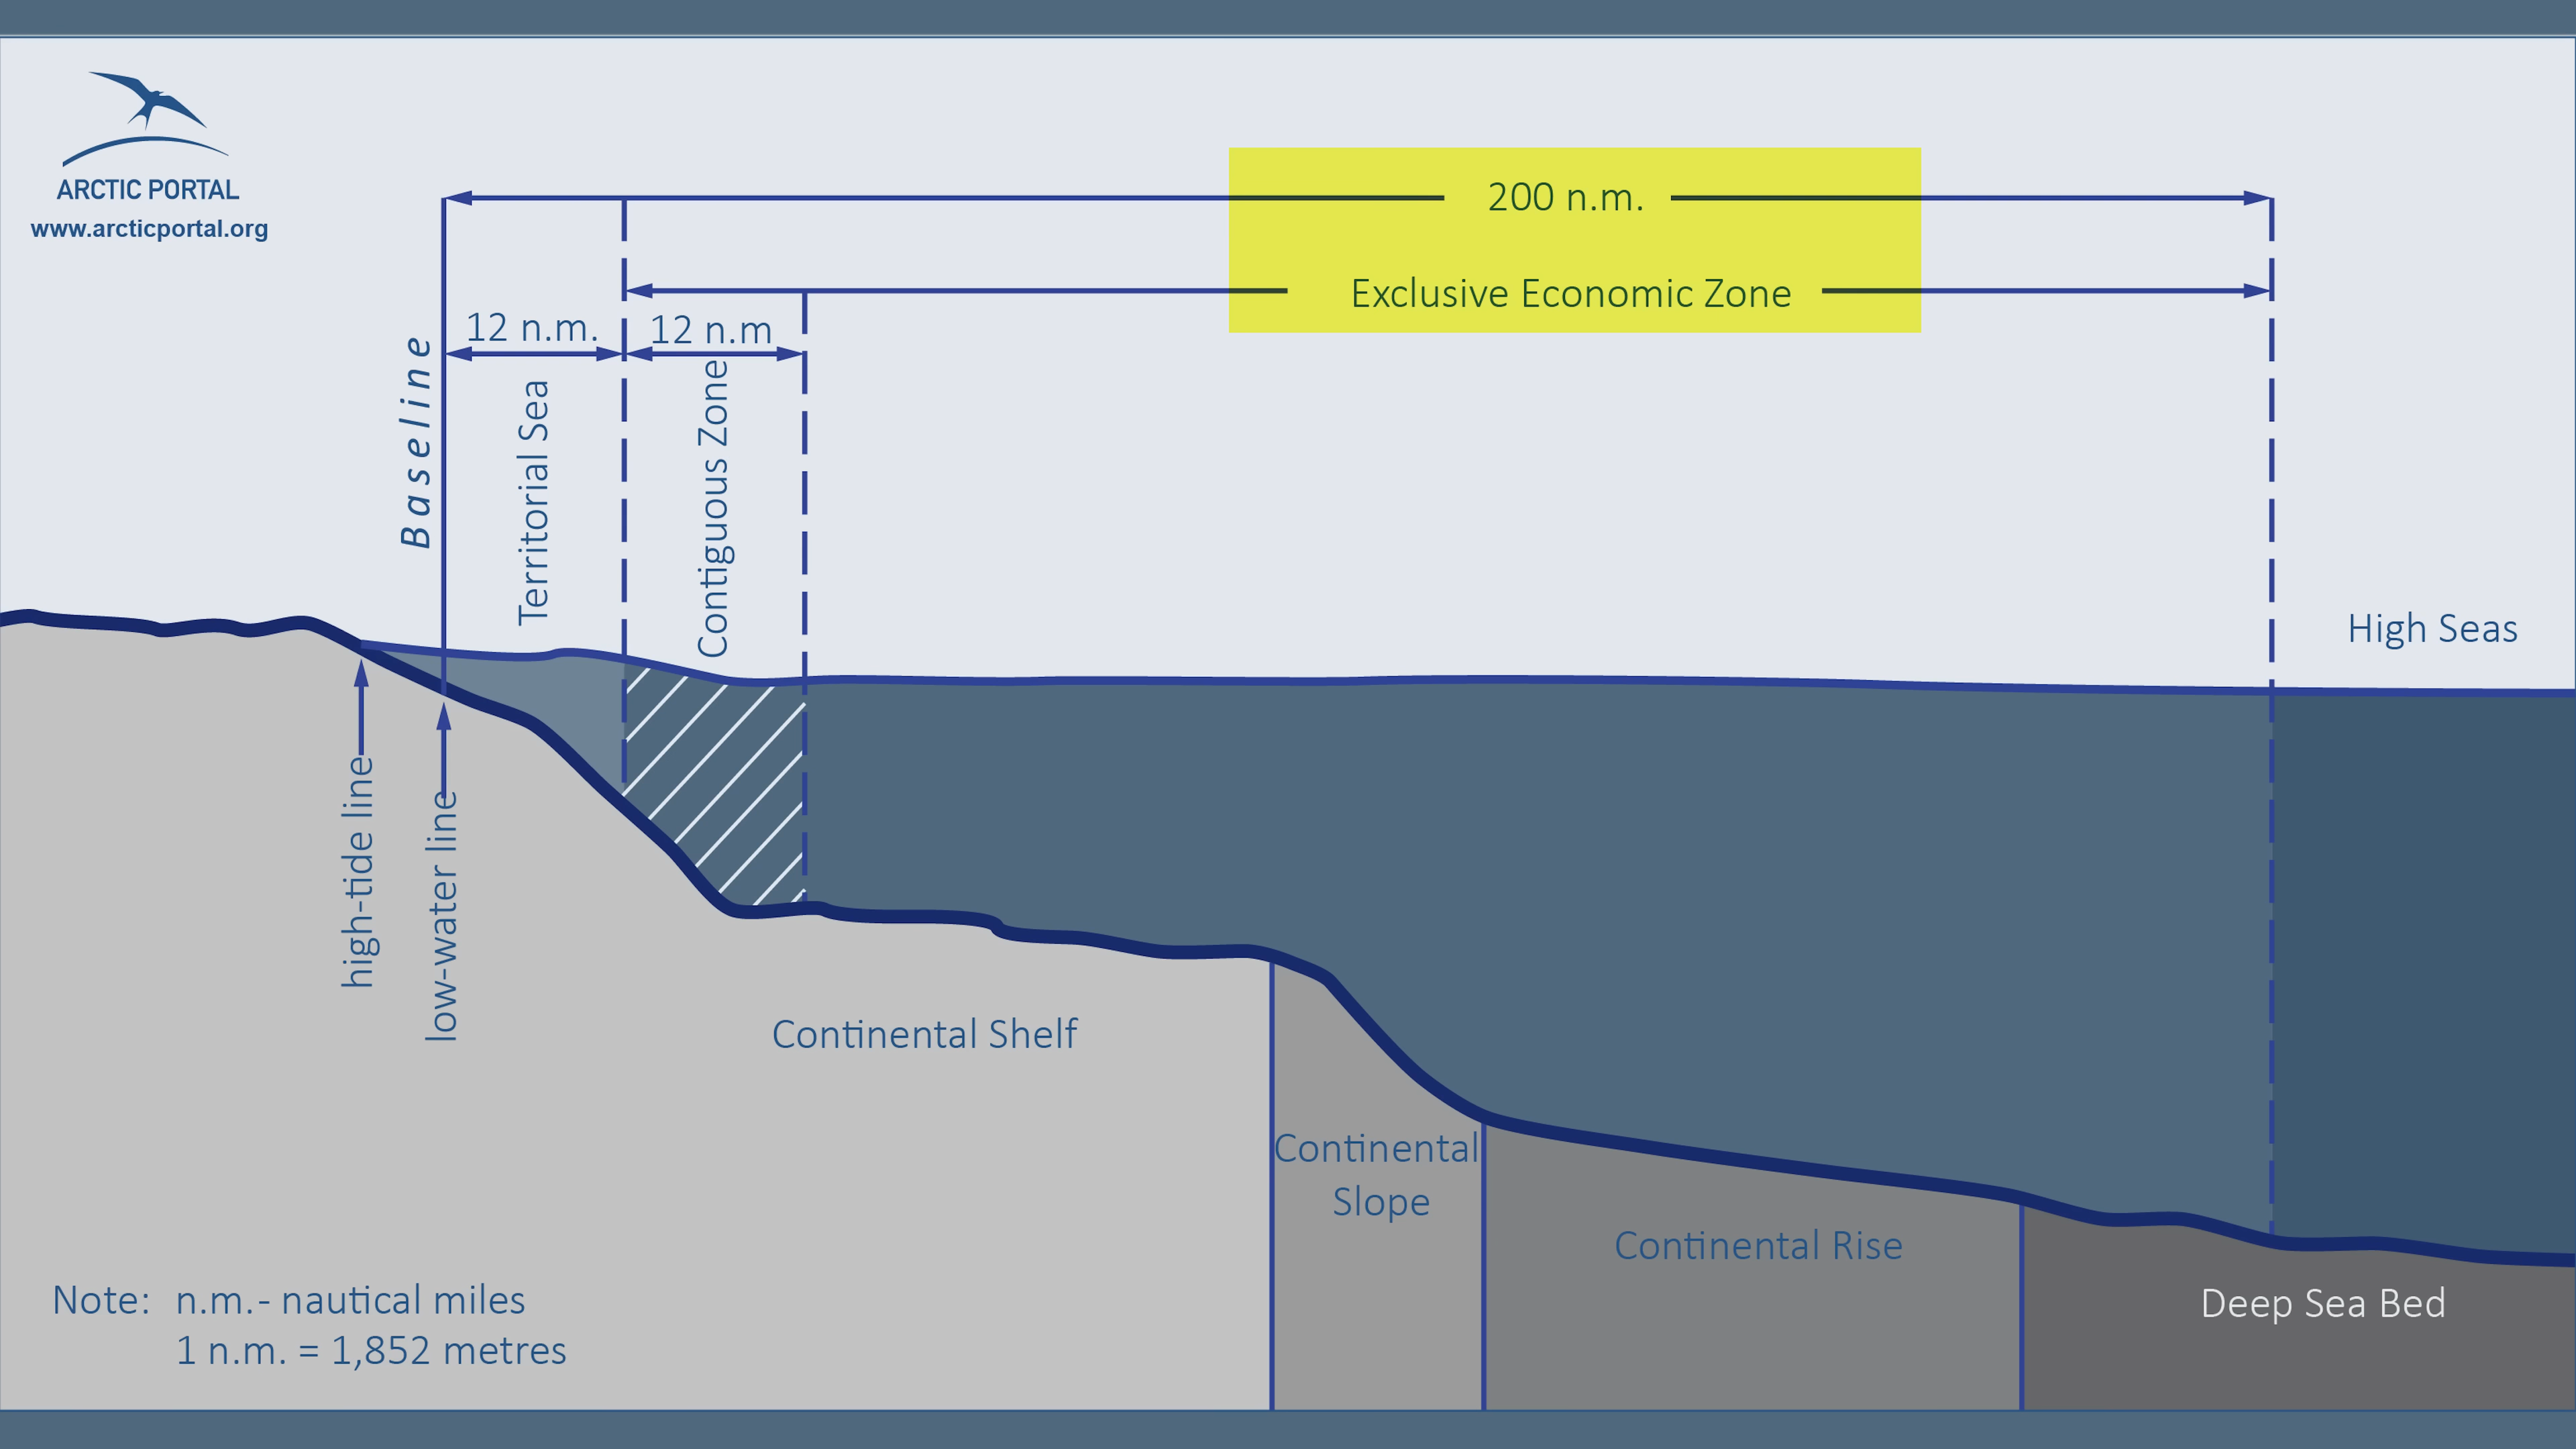 ARCTIC PORTAL
www.arcticportal.org
200 n.m.
Exclusive Economic Zone
12 n.m.
12 n.m
Baseline
Territorial Sea
Contiguous Zone
High Seas
high-tide line
low-water line
Continental Shelf
Continental
Slope
Continental Rise
Deep Sea Bed
Note: n.m.- nautical miles
1 n.m. = 1,852 metres